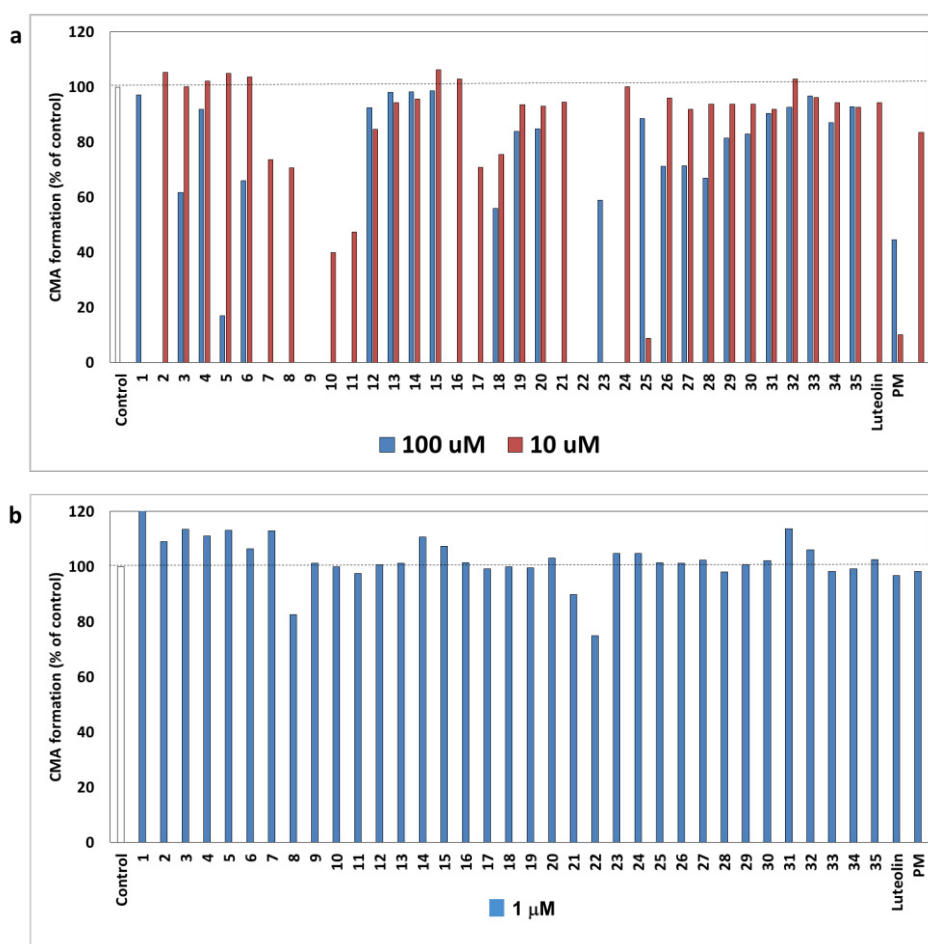 a
CMA formation (% of control)
120
100
80
60
40
20
0
Control 1 2 3 4 5 6 7 8 9 10 11 12 13 14 15 16 17 18 19 20 21 22 23 24 25 26 27 28 29 30 31 32 33 34 35 Luteolin PM
100 uM 10 uM
b
CMA formation (% of control)
120
100
80
60
40
20
0
Control 1 2 3 4 5 6 7 8 9 10 11 12 13 14 15 16 17 18 19 20 21 22 23 24 25 26 27 28 29 30 31 32 33 34 35 Luteolin PM
1 μM